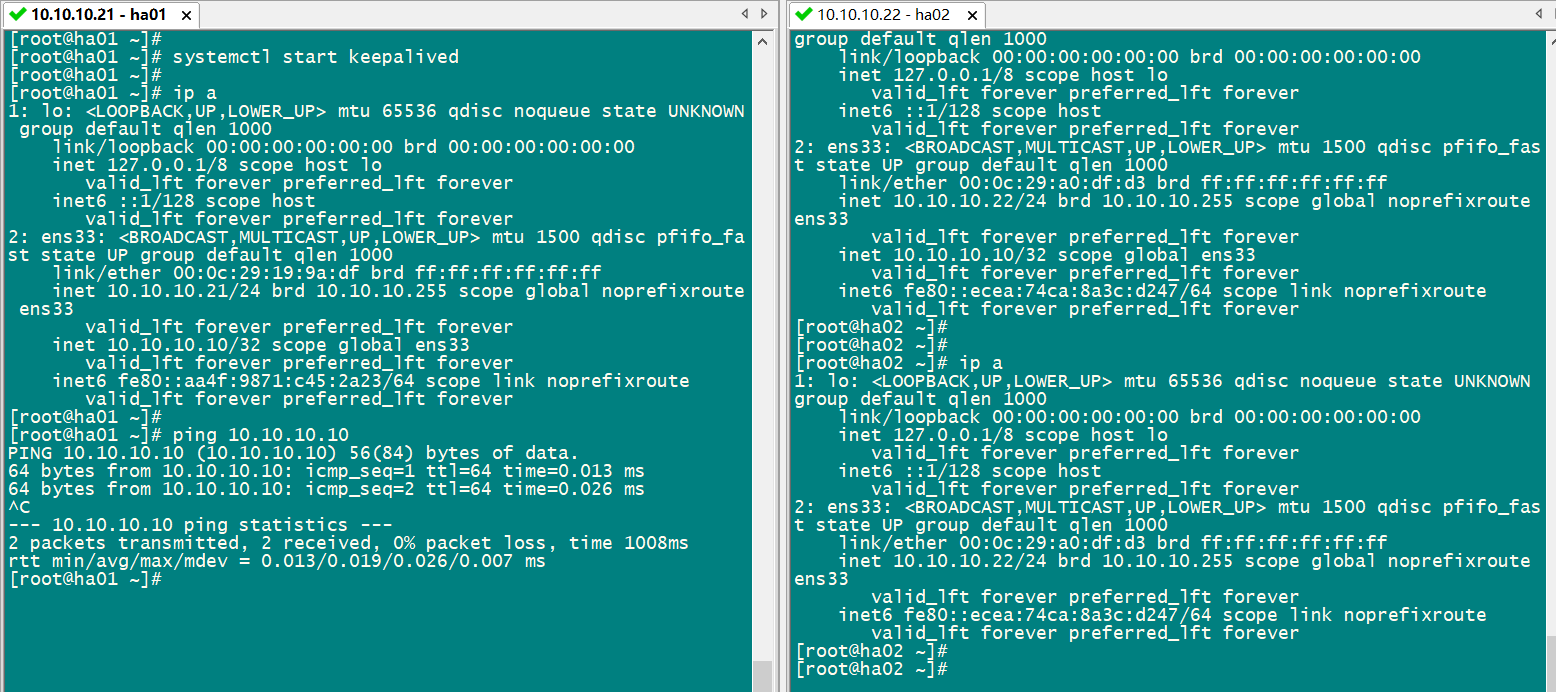 10.10.10.21 - ha01
[root@ha01 ~]#
[root@ha01 ~]# systemctl start keepalived
[root@ha01 ~]#
[root@ha01 ~]# ip a
1: lo: <LOOPBACK,UP,LOWER_UP> mtu 65536 qdisc noqueue state UNKNOWN
 group default qlen 1000
    link/loopback 00:00:00:00:00:00 brd 00:00:00:00:00:00
    inet 127.0.0.1/8 scope host lo
       valid_lft forever preferred_lft forever
    inet6 ::1/128 scope host
       valid_lft forever preferred_lft forever
2: ens33: <BROADCAST,MULTICAST,UP,LOWER_UP> mtu 1500 qdisc pfifo_fa
st state UP group default qlen 1000
    link/ether 00:0c:29:19:9a:df brd ff:ff:ff:ff:ff:ff
    inet 10.10.10.21/24 brd 10.10.10.255 scope global noprefixroute
 ens33
       valid_lft forever preferred_lft forever
    inet 10.10.10.10/32 scope global ens33
       valid_lft forever preferred_lft forever
    inet6 fe80::aa4f:9871:c45:2a23/64 scope link noprefixroute
       valid_lft forever preferred_lft forever
[root@ha01 ~]#
[root@ha01 ~]# ping 10.10.10.10
PING 10.10.10.10 (10.10.10.10) 56(84) bytes of data.
64 bytes from 10.10.10.10: icmp_seq=1 ttl=64 time=0.013 ms
64 bytes from 10.10.10.10: icmp_seq=2 ttl=64 time=0.026 ms
^C
--- 10.10.10.10 ping statistics ---
2 packets transmitted, 2 received, 0% packet loss, time 1008ms
rtt min/avg/max/mdev = 0.013/0.019/0.026/0.007 ms
[root@ha01 ~]#
10.10.10.22 - ha02
group default qlen 1000
    link/loopback 00:00:00:00:00:00 brd 00:00:00:00:00:00
    inet 127.0.0.1/8 scope host lo
       valid_lft forever preferred_lft forever
    inet6 ::1/128 scope host
       valid_lft forever preferred_lft forever
2: ens33: <BROADCAST,MULTICAST,UP,LOWER_UP> mtu 1500 qdisc pfifo_fas
t state UP group default qlen 1000
    link/ether 00:0c:29:a0:df:d3 brd ff:ff:ff:ff:ff:ff
    inet 10.10.10.22/24 brd 10.10.10.255 scope global noprefixroute
ens33
       valid_lft forever preferred_lft forever
    inet 10.10.10.10/32 scope global ens33
       valid_lft forever preferred_lft forever
    inet6 fe80::ecea:74ca:8a3c:d247/64 scope link noprefixroute
       valid_lft forever preferred_lft forever
[root@ha02 ~]#
[root@ha02 ~]#
[root@ha02 ~]# ip a
1: lo: <LOOPBACK,UP,LOWER_UP> mtu 65536 qdisc noqueue state UNKNOWN
group default qlen 1000
    link/loopback 00:00:00:00:00:00 brd 00:00:00:00:00:00
    inet 127.0.0.1/8 scope host lo
       valid_lft forever preferred_lft forever
    inet6 ::1/128 scope host
       valid_lft forever preferred_lft forever
2: ens33: <BROADCAST,MULTICAST,UP,LOWER_UP> mtu 1500 qdisc pfifo_fas
t state UP group default qlen 1000
    link/ether 00:0c:29:a0:df:d3 brd ff:ff:ff:ff:ff:ff
    inet 10.10.10.22/24 brd 10.10.10.255 scope global noprefixroute
ens33
       valid_lft forever preferred_lft forever
    inet6 fe80::ecea:74ca:8a3c:d247/64 scope link noprefixroute
       valid_lft forever preferred_lft forever
[root@ha02 ~]#
[root@ha02 ~]#